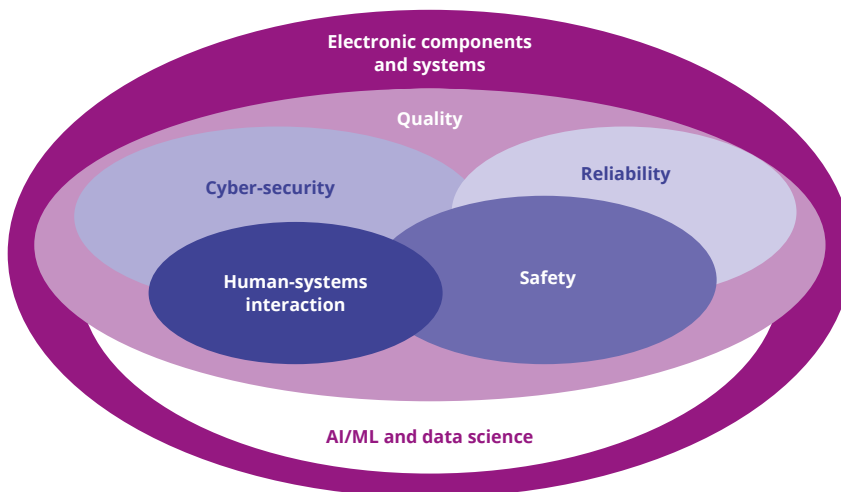 Electronic components
and systems
Quality
Cyber-security
Reliability
Human-systems
interaction
Safety
AI/ML and data science